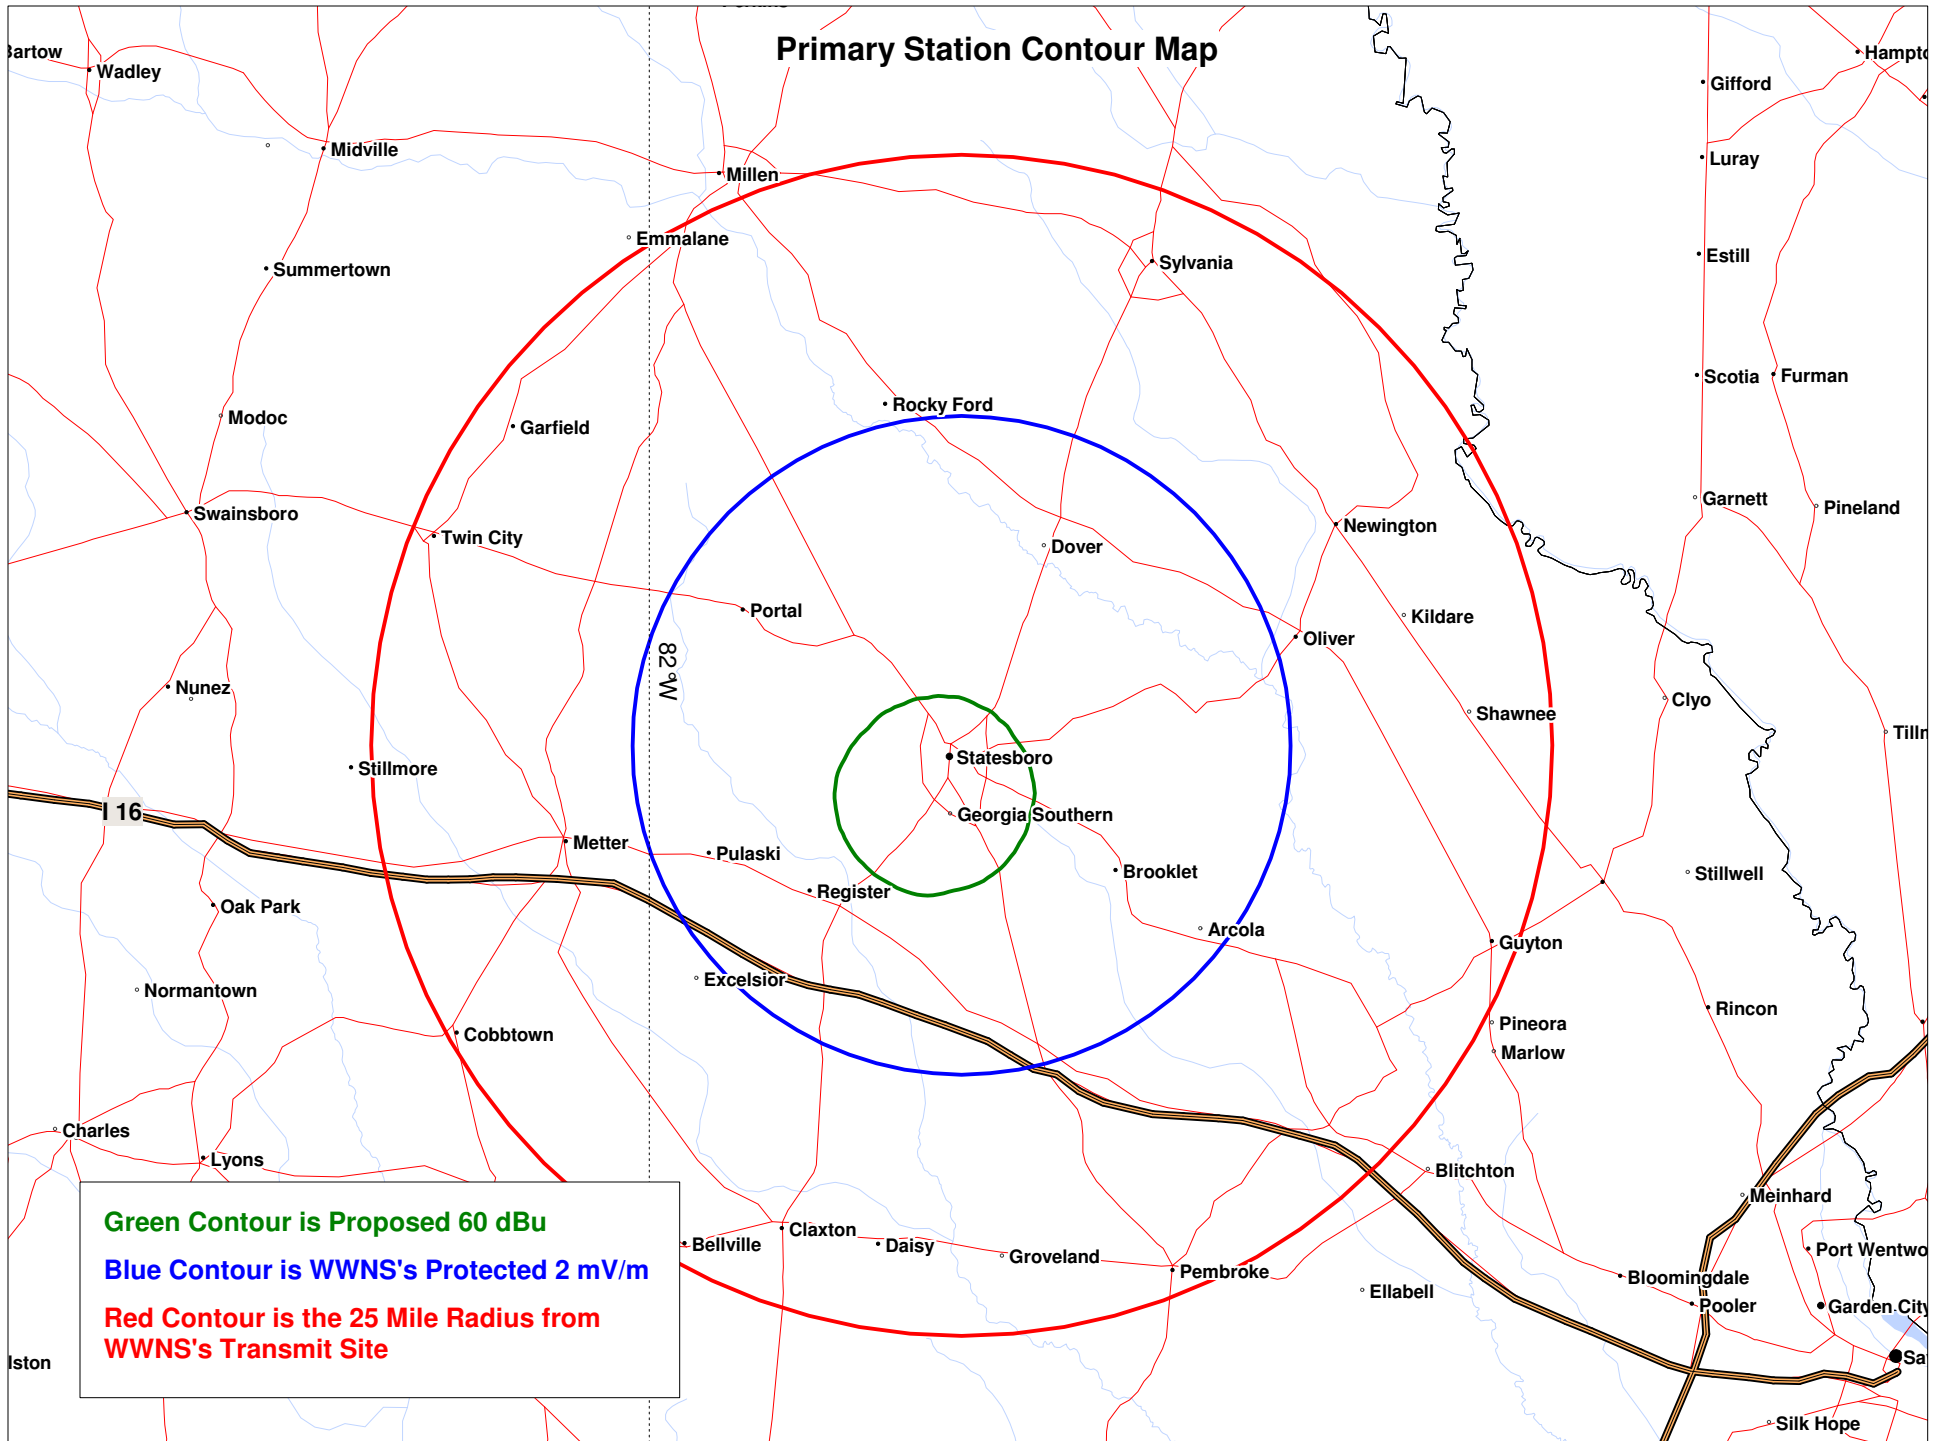 Primary Station Contour Map
Wadley
Gifford
Midville
Luray
Millen
Emmalane
Estill
Sylvania
Summertown
Scotia
Furman
Rocky Ford
Modoc
Garfield
Garnett
Pineland
Swainsboro
Newington
Twin City
Dover
Portal
Kildare
Oliver
82°W
Nunez
Clyo
Shawnee
Statesboro
Stillmore
I 16
Georgia Southern
Metter
Pulaski
Brooklet
Stillwell
Register
Oak Park
Arcola
Guyton
Excelsior
Normantown
Rincon
Pineora
Cobbtown
Marlow
Charles
Lyons
Blitchton
Meinhard
Claxton
Bellville
Daisy
Port Wentwo
Groveland
Pembroke
Bloomingdale
Ellabell
Pooler
Garden City
Silk Hope
Green Contour is Proposed 60 dBu
Blue Contour is WWNS's Protected 2 mV/m
Red Contour is the 25 Mile Radius from
WWNS's Transmit Site